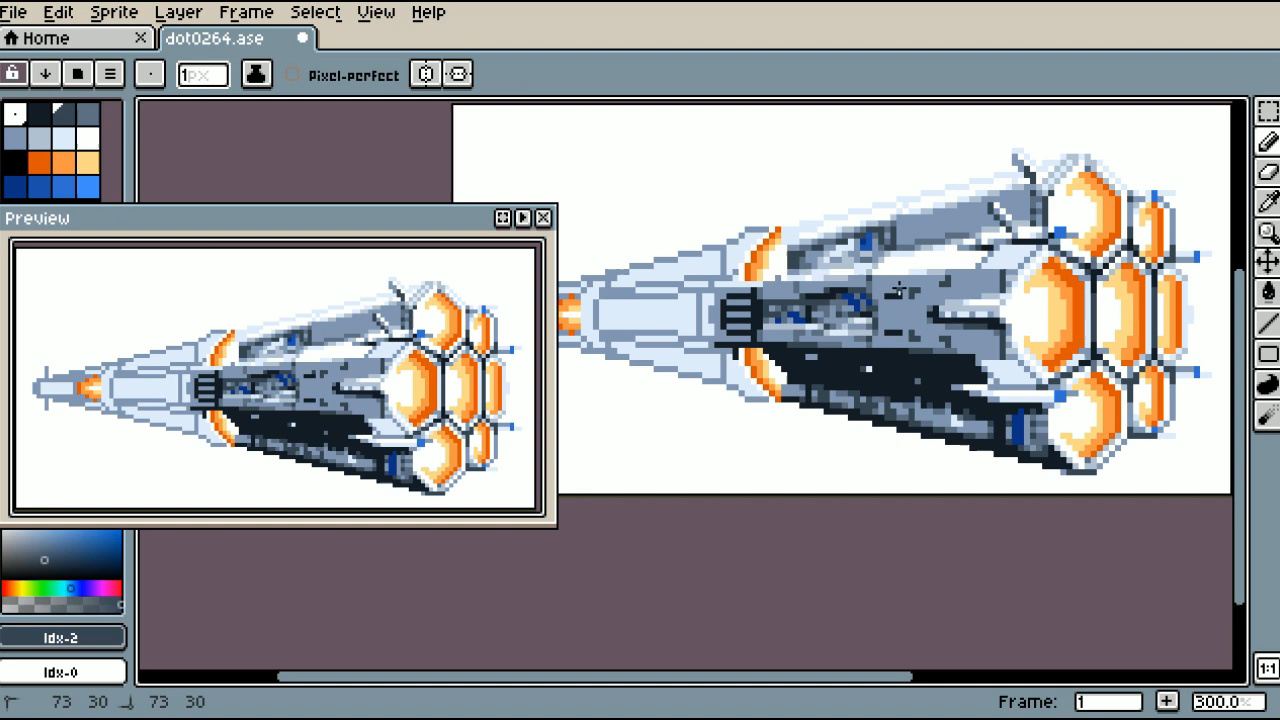 File Edit Sprite Layer Frame Select View Help
Home dot0264.ase
1px Pixel-perfect
Preview
Idx-2
Idx-0
1:1
73 30 73 30 Frame: 1 300.0%